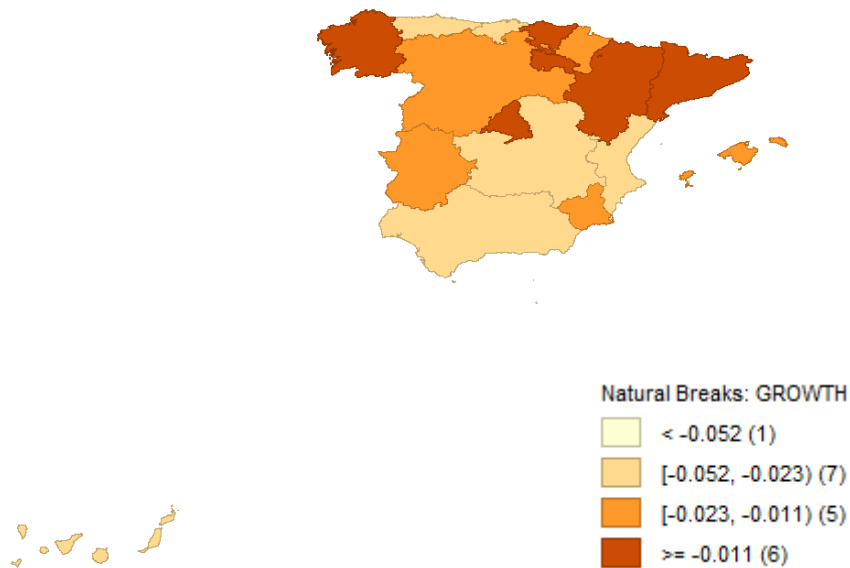 Natural Breaks: GROWTH
< -0.052 (1)
[-0.052, -0.023) (7)
[-0.023, -0.011) (5)
>= -0.011 (6)